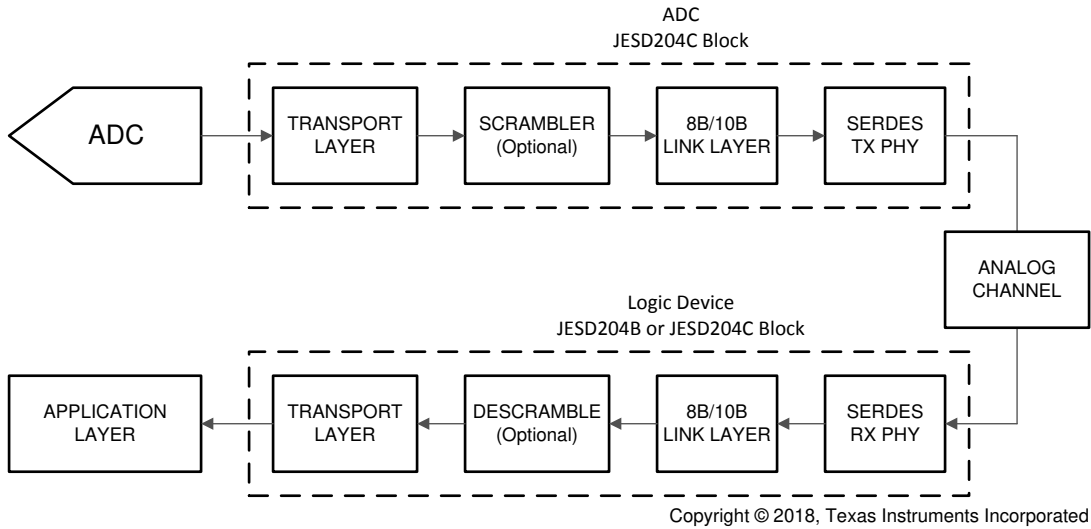 ADC
JESD204C Block
ADC
TRANSPORT
LAYER
SCRAMBLER
(Optional)
8B/10B
LINK LAYER
SERDES
TX PHY
ANALOG
CHANNEL
Logic Device
JESD204B or JESD204C Block
APPLICATION
LAYER
TRANSPORT
LAYER
DESCRAMBLE
(Optional)
8B/10B
LINK LAYER
SERDES
RX PHY
Copyright © 2018, Texas Instruments Incorporated